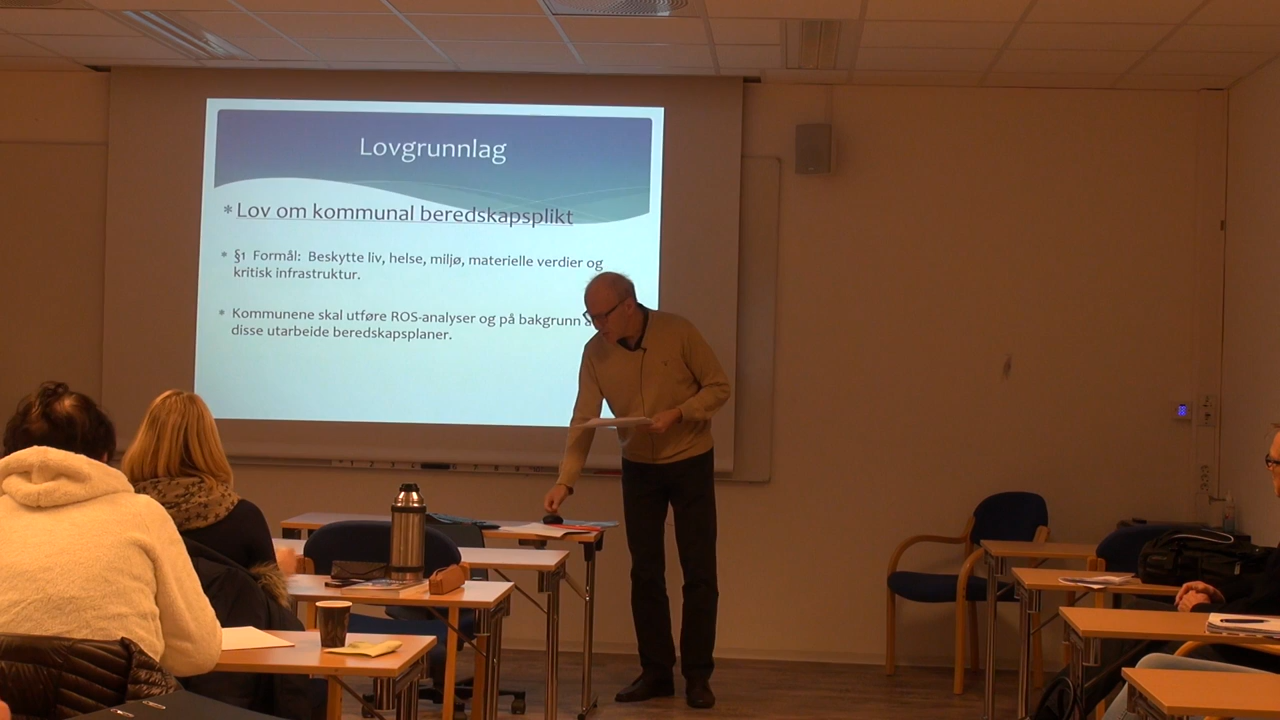 Lovgrunnlag
* Lov om kommunal beredskapsplikt
* §1 Formål: Beskytte liv, helse, miljø, materielle verdier og
kritisk infrastruktur.
* Kommunene skal utføre ROS-analyser og på bakgrunn
disse utarbeide beredskapsplaner.